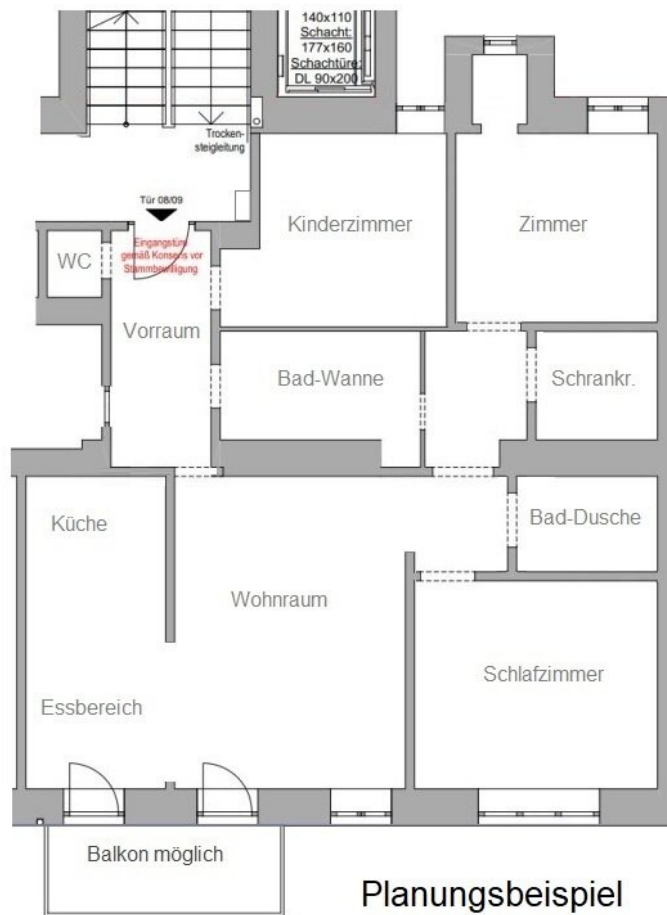 140x110
Schacht:
177x160
Schachttüre:
DL 90x200
Trocken-
steigleitung
Tür 08/09
Eingangstüre
gemäß Konsens vor
Stammbewilligung
Kinderzimmer
Zimmer
WC
Vorraum
Bad-Wanne
Schrankr.
Küche
Bad-Dusche
Wohnraum
Schlafzimmer
Essbereich
Balkon möglich
Planungsbeispiel